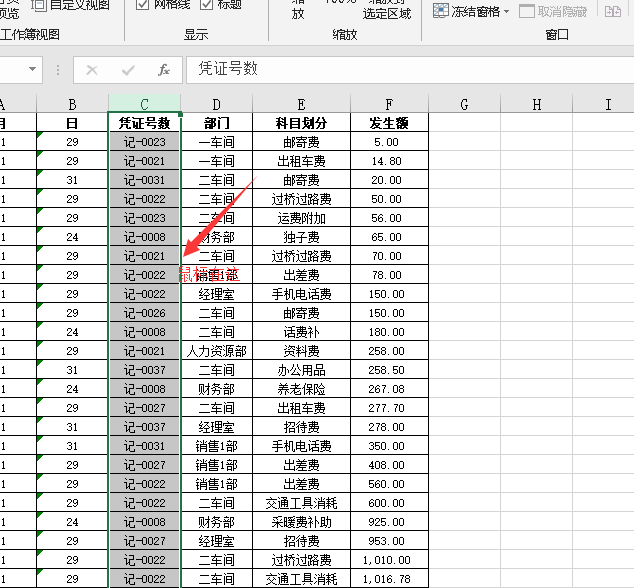 预览 自定义视图 网格线 标题 放 100% 缩放到 冻结窗格 取消隐藏
选定区域
工作簿视图 显示 缩放 窗口
fx 凭证号数
A B C D E F G H I
月 日 凭证号数 部门 科目划分 发生额
1 29 记-0023 一车间 邮寄费 5.00
1 29 记-0021 一车间 出租车费 14.80
1 31 记-0031 二车间 邮寄费 20.00
1 29 记-0022 二车间 过桥过路费 50.00
1 29 记-0023 二车间 运费附加 56.00
1 24 记-0008 财务部 独子费 65.00
1 29 记-0021 二车间 过桥过路费 70.00
1 29 记-0022 出差费 78.00
1 29 记-0022 经理室 手机电话费 150.00
1 29 记-0026 二车间 邮寄费 150.00
1 24 记-0008 二车间 话费补 180.00
1 29 记-0021 人力资源部 资料费 258.00
1 31 记-0037 二车间 办公用品 258.50
1 24 记-0008 财务部 养老保险 267.08
1 29 记-0027 二车间 出租车费 277.70
1 31 记-0037 经理室 招待费 278.00
1 31 记-0031 销售1部 手机电话费 350.00
1 29 记-0027 销售1部 出差费 408.00
1 29 记-0022 销售1部 出差费 560.00
1 29 记-0022 二车间 交通工具消耗 600.00
1 24 记-0008 财务部 采暖费补助 925.00
1 29 记-0027 经理室 招待费 953.00
1 29 记-0022 二车间 过桥过路费 1,010.00
1 29 记-0022 二车间 交通工具消耗 1,016.78